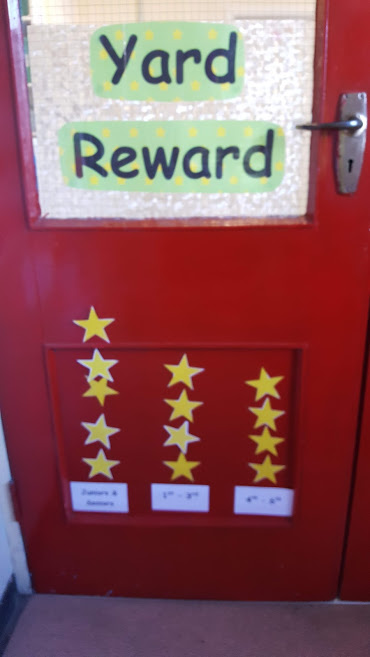 Yard
Reward
Juniors &
Seniors
1st - 3rd
4th - 6th